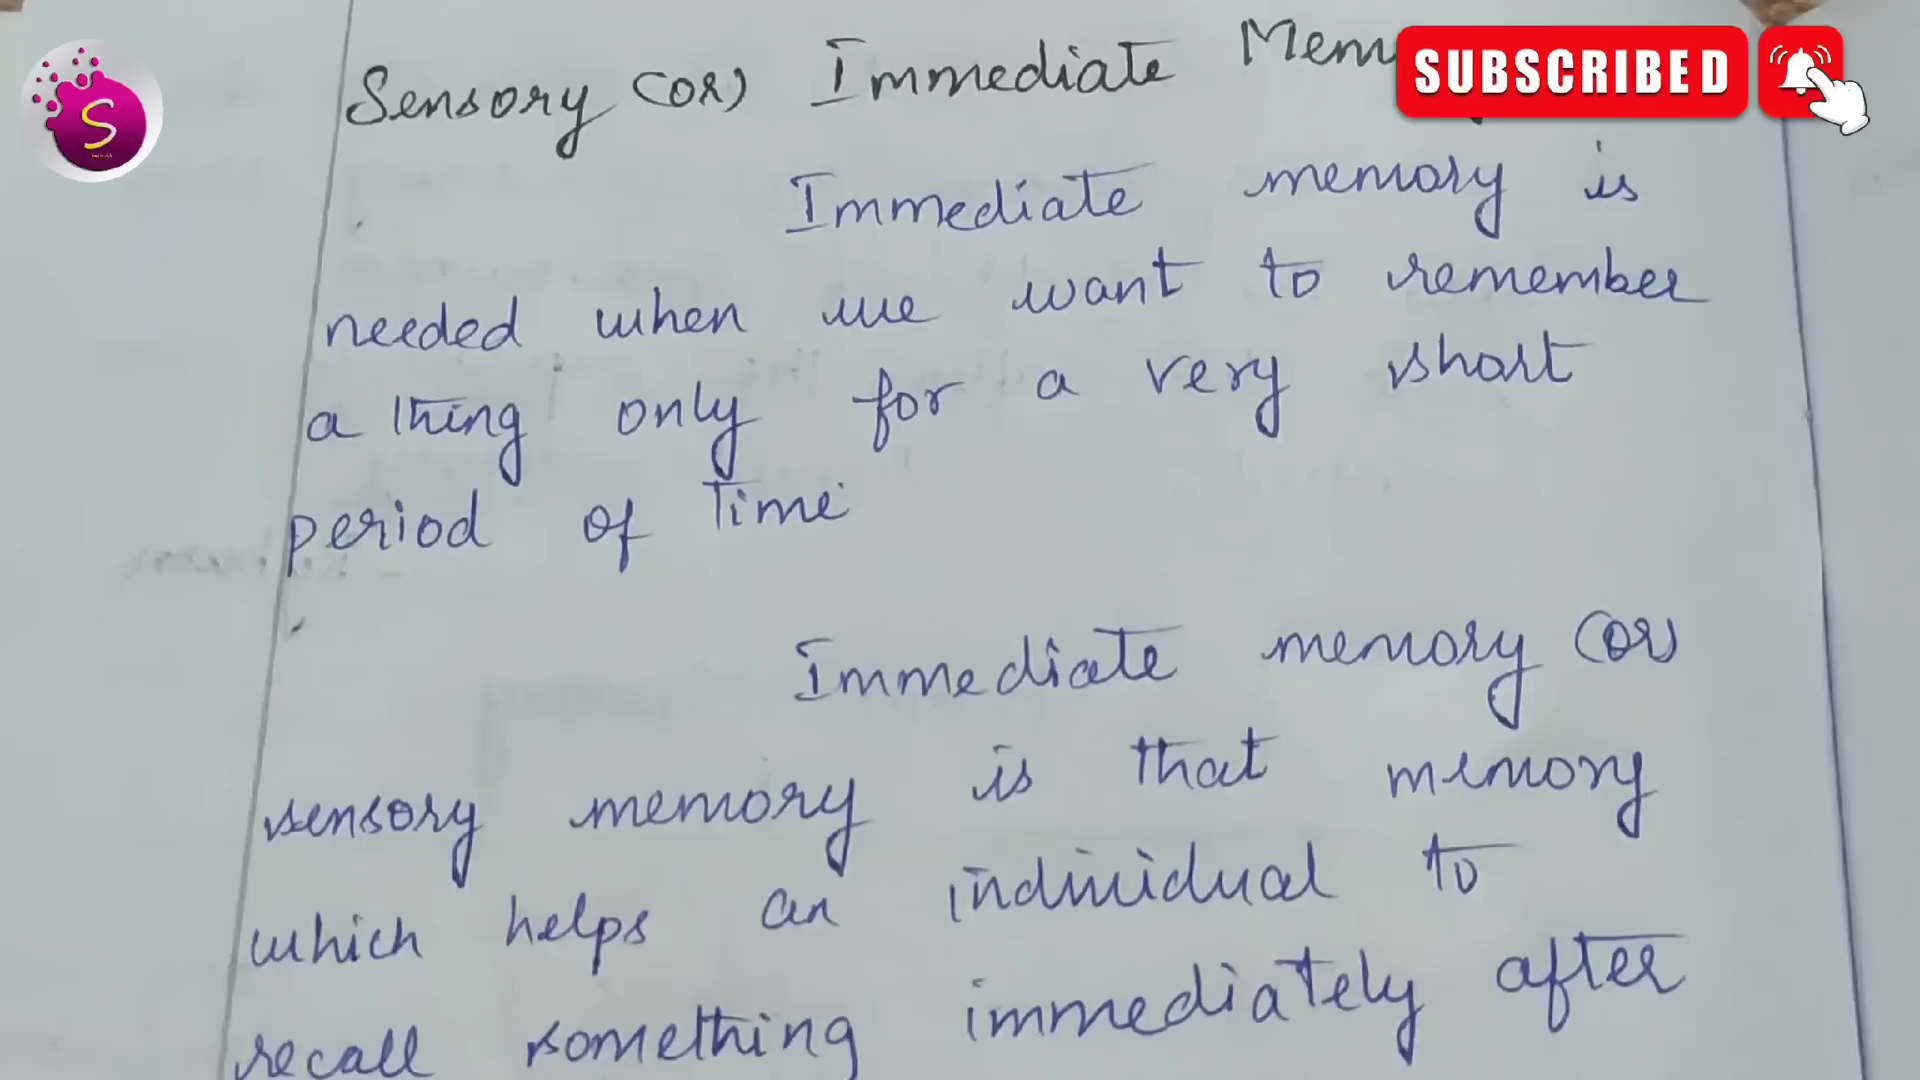 Sensory (or) Immediate
SUBSCRIBED
S
Immediate memory is
needed when we want to remember
a thing only for a very short
period of Time
Immediate memory (or)
sensory memory is that memory
which helps an individual to
recall something immediately after